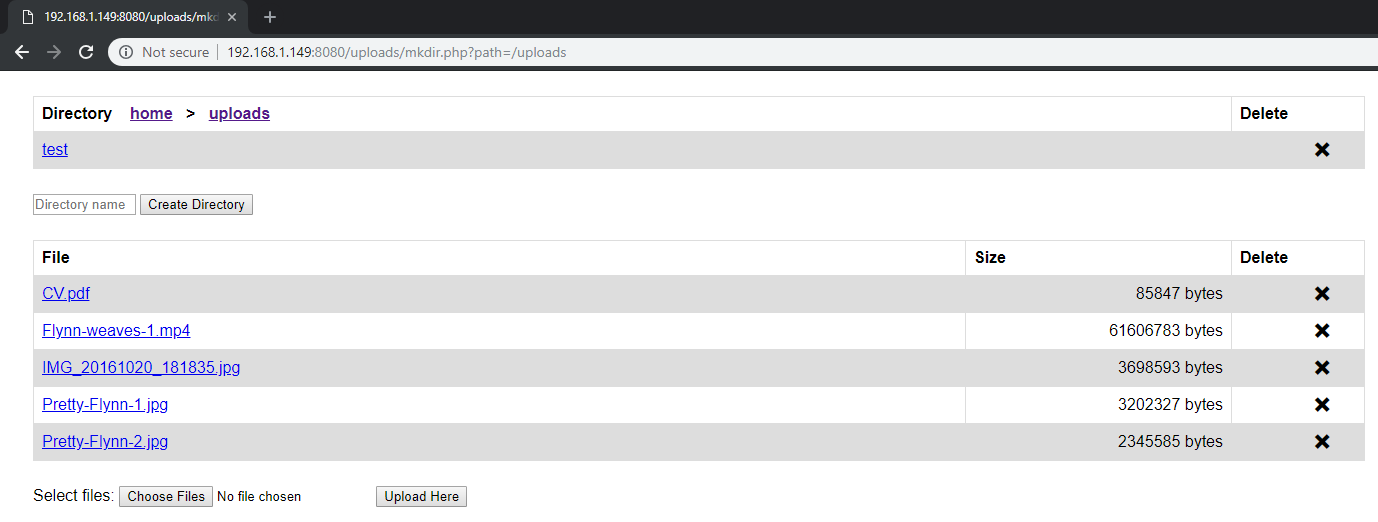 192.168.1.149:8080/uploads/mkd
Not secure 192.168.1.149:8080/uploads/mkdir.php?path=/uploads
Directory home > uploads Delete
test
Directory name Create Directory
File Size Delete
CV.pdf 85847 bytes
Flynn-weaves-1.mp4 61606783 bytes
IMG_20161020_181835.jpg 3698593 bytes
Pretty-Flynn-1.jpg 3202327 bytes
Pretty-Flynn-2.jpg 2345585 bytes
Select files: Choose Files No file chosen Upload Here